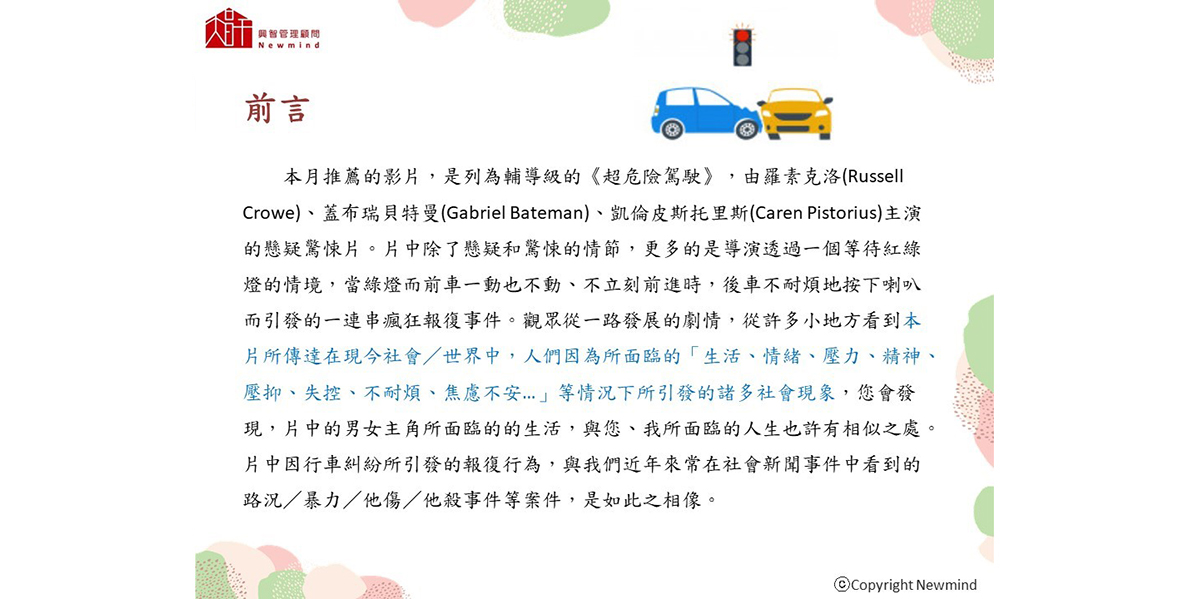 興智管理顧問
Newmind
前言
本月推薦的影片，是列為輔導級的《超危險駕駛》，由羅素克洛(Russell
Crowe)、蓋布瑞貝特曼(Gabriel Bateman)、凱倫皮斯托里斯(Caren Pistorius)主演
的懸疑驚悚片。片中除了懸疑和驚悚的情節，更多的是導演透過一個等待紅綠
燈的情境，當綠燈而前車一動也不動、不立刻前進時，後車不耐煩地按下喇叭
而引發的一連串瘋狂報復事件。觀眾從一路發展的劇情，從許多小地方看到本
片所傳達在現今社會／世界中，人們因為所面臨的「生活、情緒、壓力、精神、
壓抑、失控、不耐煩、焦慮不安...」等情況下所引發的諸多社會現象，您會發
現，片中的男女主角所面臨的的生活，與您、我所面臨的人生也許有相似之處。
片中因行車糾紛所引發的報復行為，與我們近年來常在社會新聞事件中看到的
路況／暴力／他傷／他殺事件等案件，是如此之相像。
ⓒCopyright Newmind